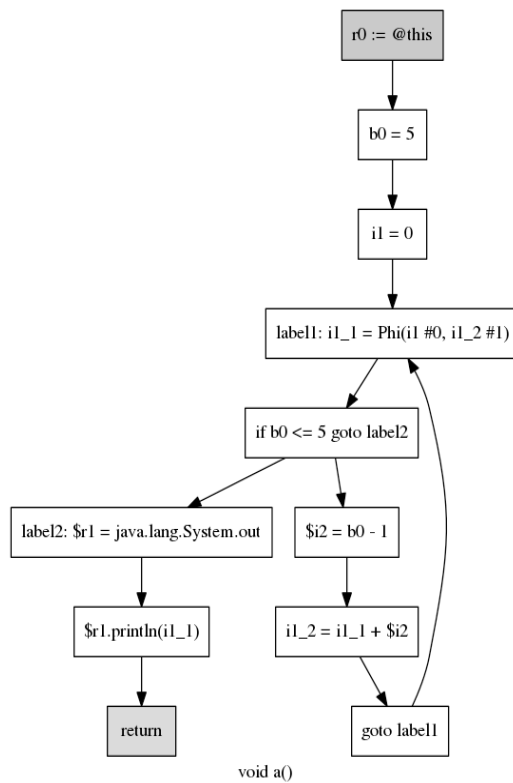 r0 := @this
b0 = 5
i1 = 0
label1: i1_1 = Phi(i1 #0, i1_2 #1)
if b0 <= 5 goto label2
label2: $r1 = java.lang.System.out
$i2 = b0 - 1
$r1.println(i1_1)
i1_2 = i1_1 + $i2
return
goto label1
void a()